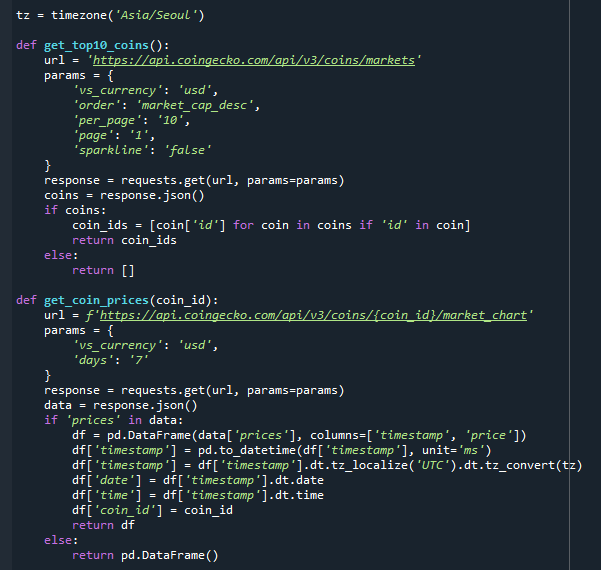 tz = timezone('Asia/Seoul')

def get_top10_coins():
    url = 'https://api.coingecko.com/api/v3/coins/markets'
    params = {
        'vs_currency': 'usd',
        'order': 'market_cap_desc',
        'per_page': '10',
        'page': '1',
        'sparkline': 'false'
    }
    response = requests.get(url, params=params)
    coins = response.json()
    if coins:
        coin_ids = [coin['id'] for coin in coins if 'id' in coin]
        return coin_ids
    else:
        return []

def get_coin_prices(coin_id):
    url = f'https://api.coingecko.com/api/v3/coins/{coin_id}/market_chart'
    params = {
        'vs_currency': 'usd',
        'days': '7'
    }
    response = requests.get(url, params=params)
    data = response.json()
    if 'prices' in data:
        df = pd.DataFrame(data['prices'], columns=['timestamp', 'price'])
        df['timestamp'] = pd.to_datetime(df['timestamp'], unit='ms')
        df['timestamp'] = df['timestamp'].dt.tz_localize('UTC').dt.tz_convert(tz)
        df['date'] = df['timestamp'].dt.date
        df['time'] = df['timestamp'].dt.time
        df['coin_id'] = coin_id
        return df
    else:
        return pd.DataFrame()